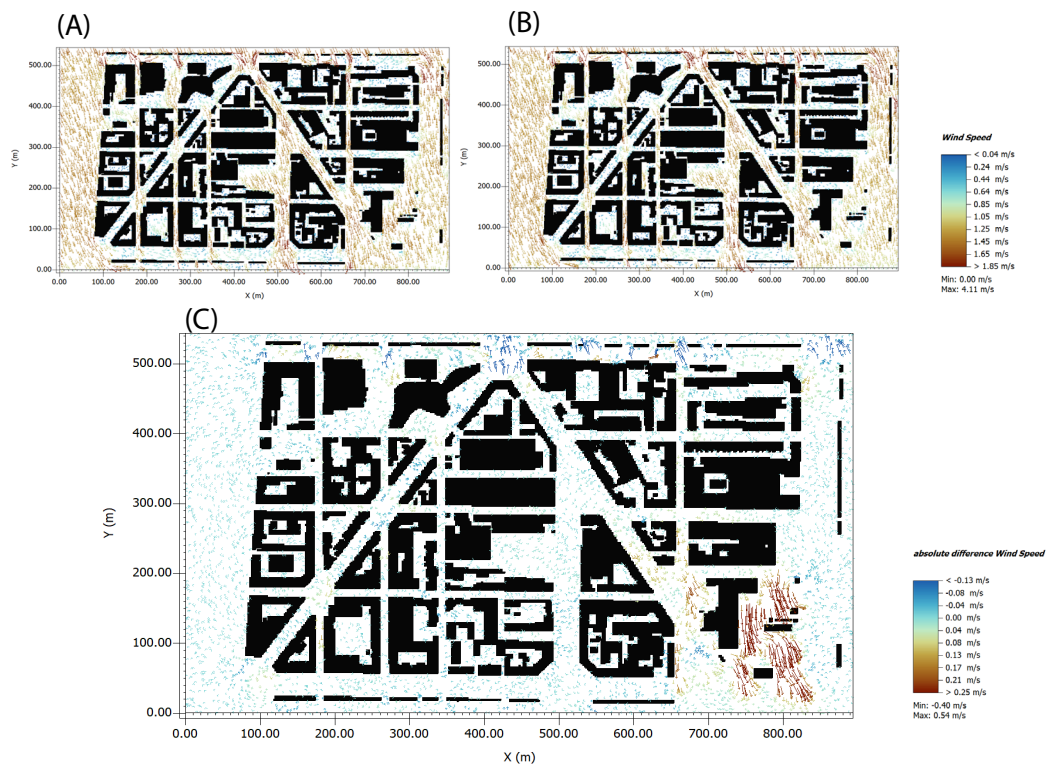 (A)
(B)
500.00
400.00
300.00
200.00
100.00
0.00
Y (m)
0.00 100.00 200.00 300.00 400.00 500.00 600.00 700.00 800.00
X (m)
500.00
400.00
300.00
200.00
100.00
0.00
Y (m)
0.00 100.00 200.00 300.00 400.00 500.00 600.00 700.00 800.00
X (m)
Wind Speed
< 0.04 m/s
0.24 m/s
0.44 m/s
0.64 m/s
0.85 m/s
1.05 m/s
1.25 m/s
1.45 m/s
1.65 m/s
> 1.85 m/s
Min: 0.00 m/s
Max: 4.11 m/s
(C)
500.00
400.00
300.00
200.00
100.00
0.00
Y (m)
0.00 100.00 200.00 300.00 400.00 500.00 600.00 700.00 800.00
X (m)
absolute difference Wind Speed
< -0.13 m/s
-0.08 m/s
-0.04 m/s
0.00 m/s
0.04 m/s
0.08 m/s
0.13 m/s
0.17 m/s
0.21 m/s
> 0.25 m/s
Min: -0.40 m/s
Max: 0.54 m/s